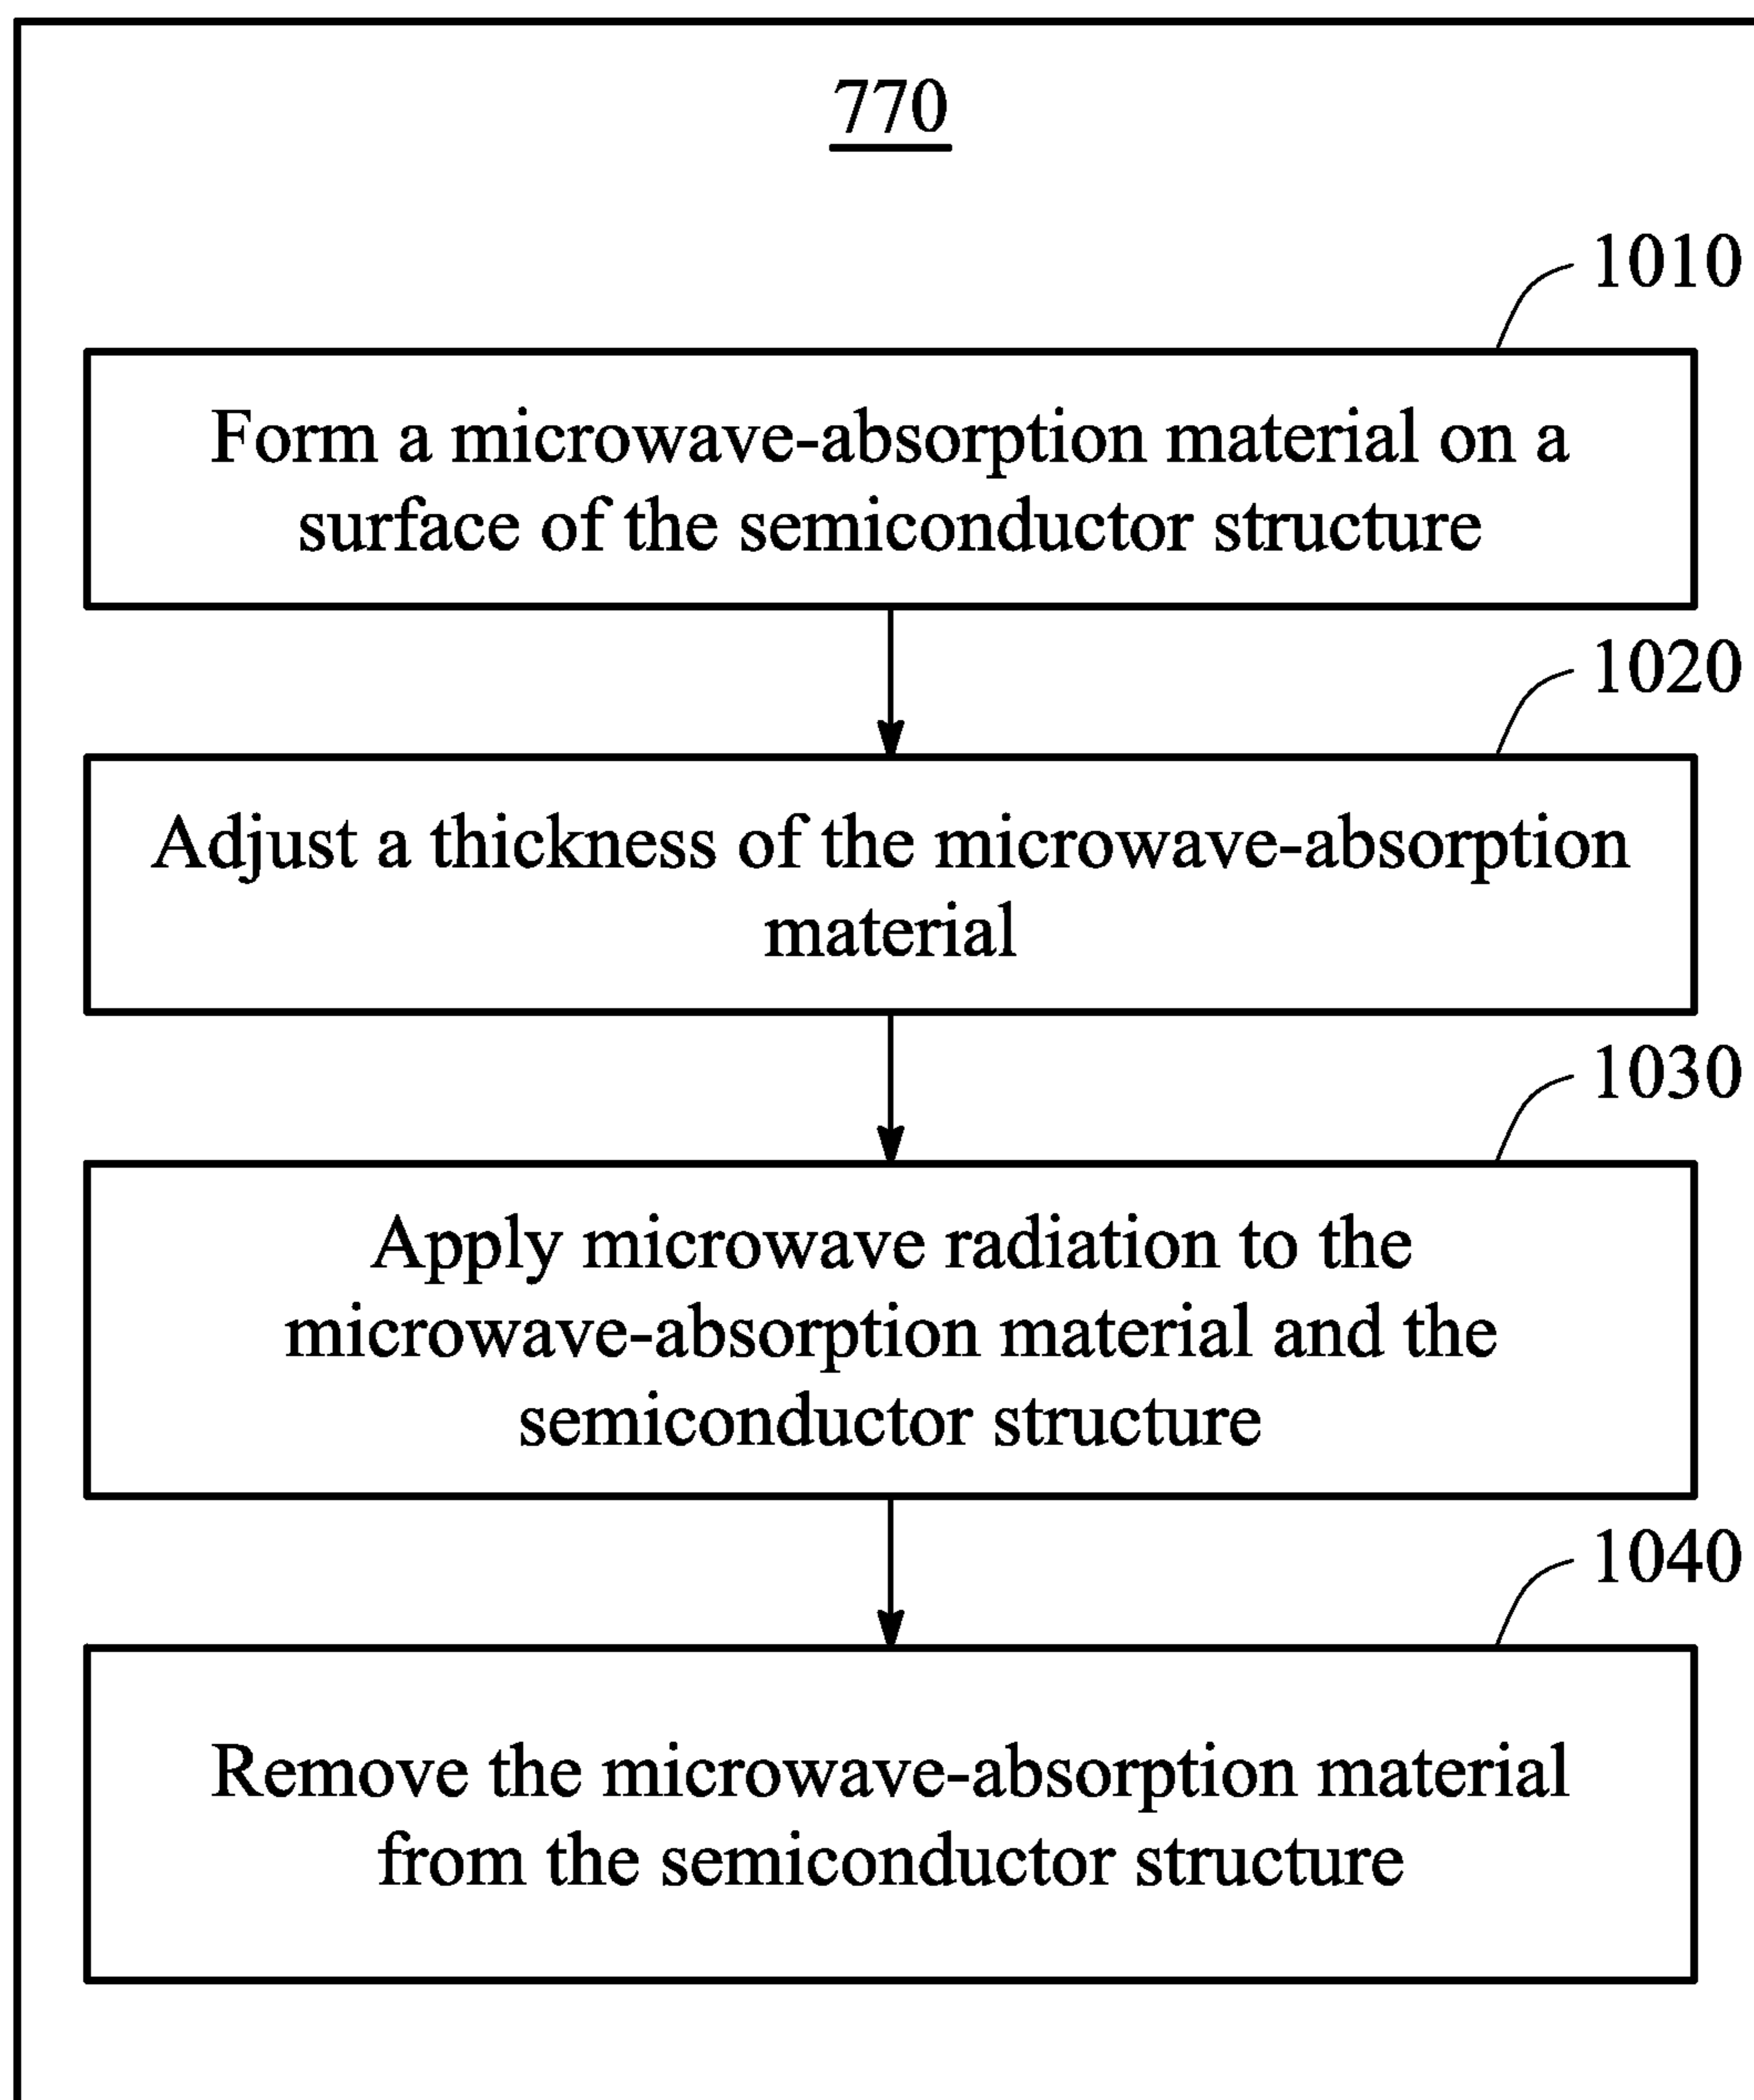 770
1010
Form a microwave-absorption material on a
surface of the semiconductor structure
1020
Adjust a thickness of the microwave-absorption
material
1030
Apply microwave radiation to the
microwave-absorption material and the
semiconductor structure
1040
Remove the microwave-absorption material
from the semiconductor structure